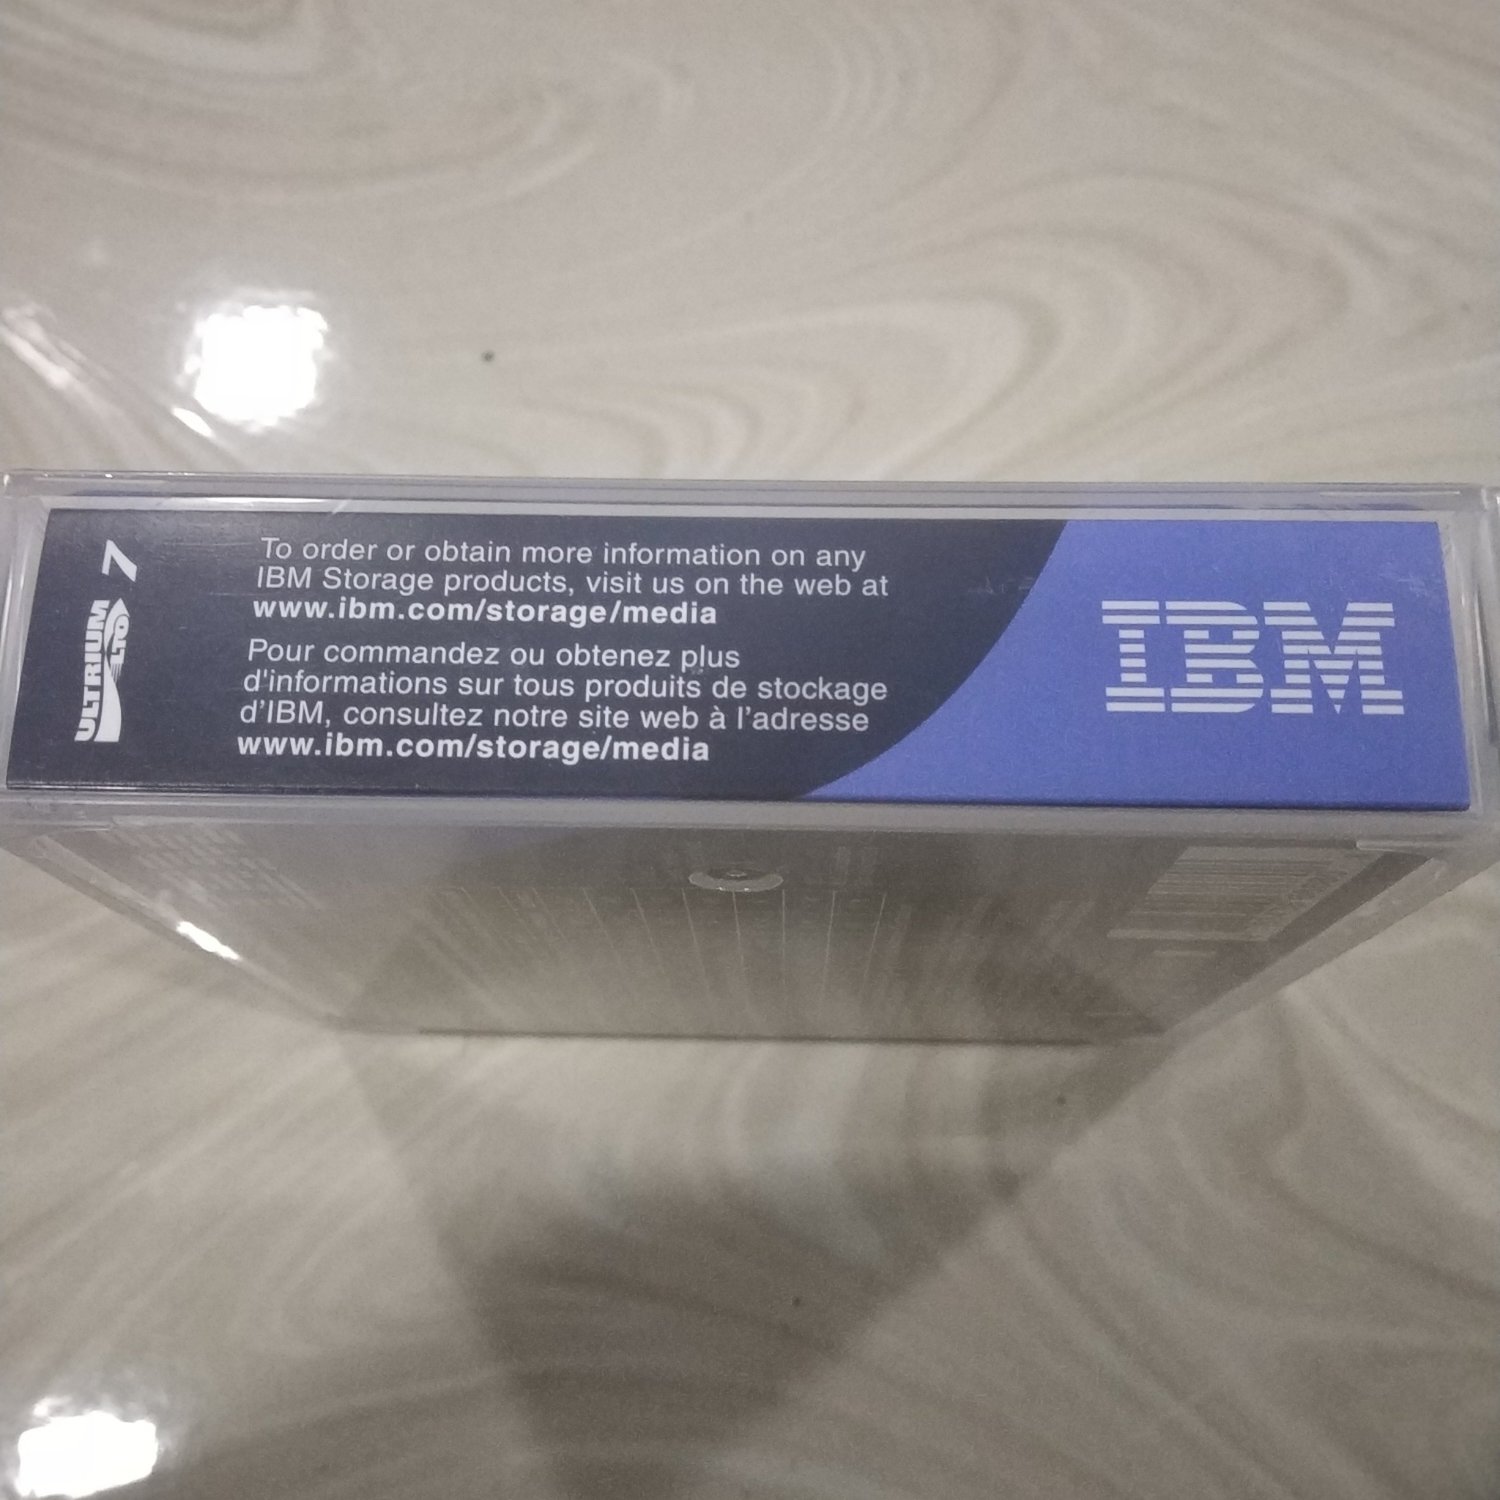 ULTRIUM
LTO
7
To order or obtain more information on any
IBM Storage products, visit us on the web at
www.ibm.com/storage/media
Pour commandez ou obtenez plus
d'informations sur tous produits de stockage
d'IBM, consultez notre site web à l'adresse
www.ibm.com/storage/media
IBM